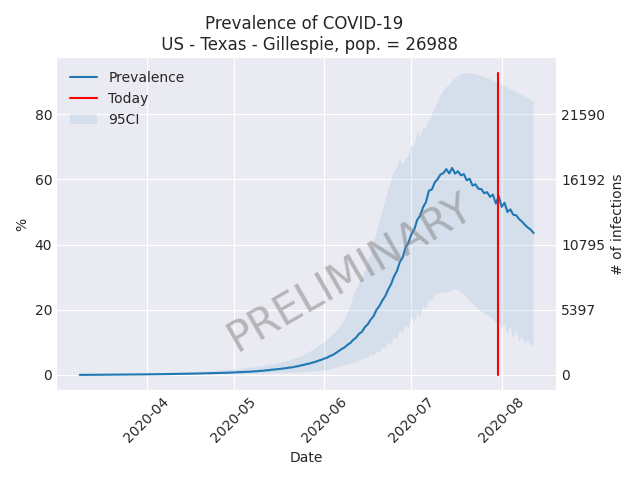 Prevalence of COVID-19
US - Texas - Gillespie, pop. = 26988
Prevalence
Today
95CI
80
60
40
20
0
%
21590
16192
10795
5397
0
# of infections
PRELIMINARY
2020-04
2020-05
2020-06
2020-07
2020-08
Date